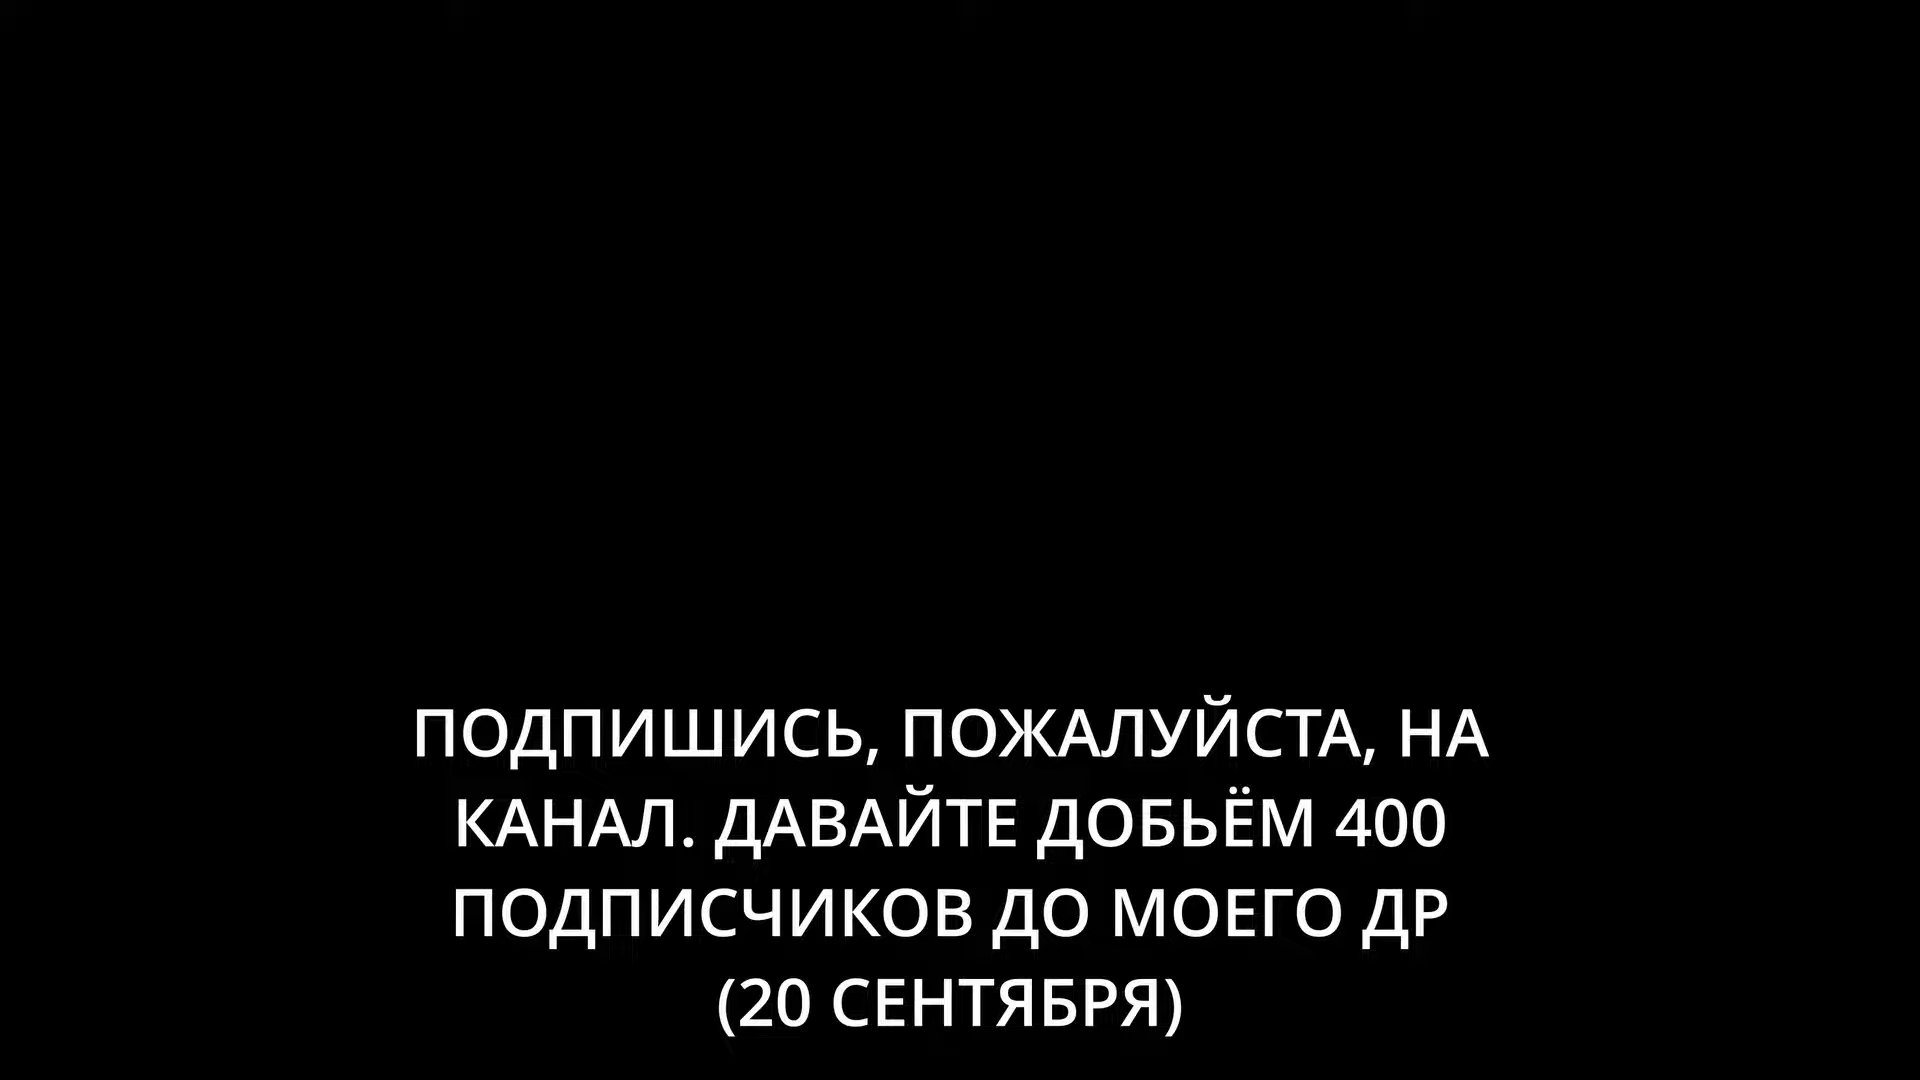 ПОДПИШИСЬ, ПОЖАЛУЙСТА, НА
КАНАЛ. ДАВАЙТЕ ДОБЬЁМ 400
ПОДПИСЧИКОВ ДО МОЕГО ДР
(20 СЕНТЯБРЯ)